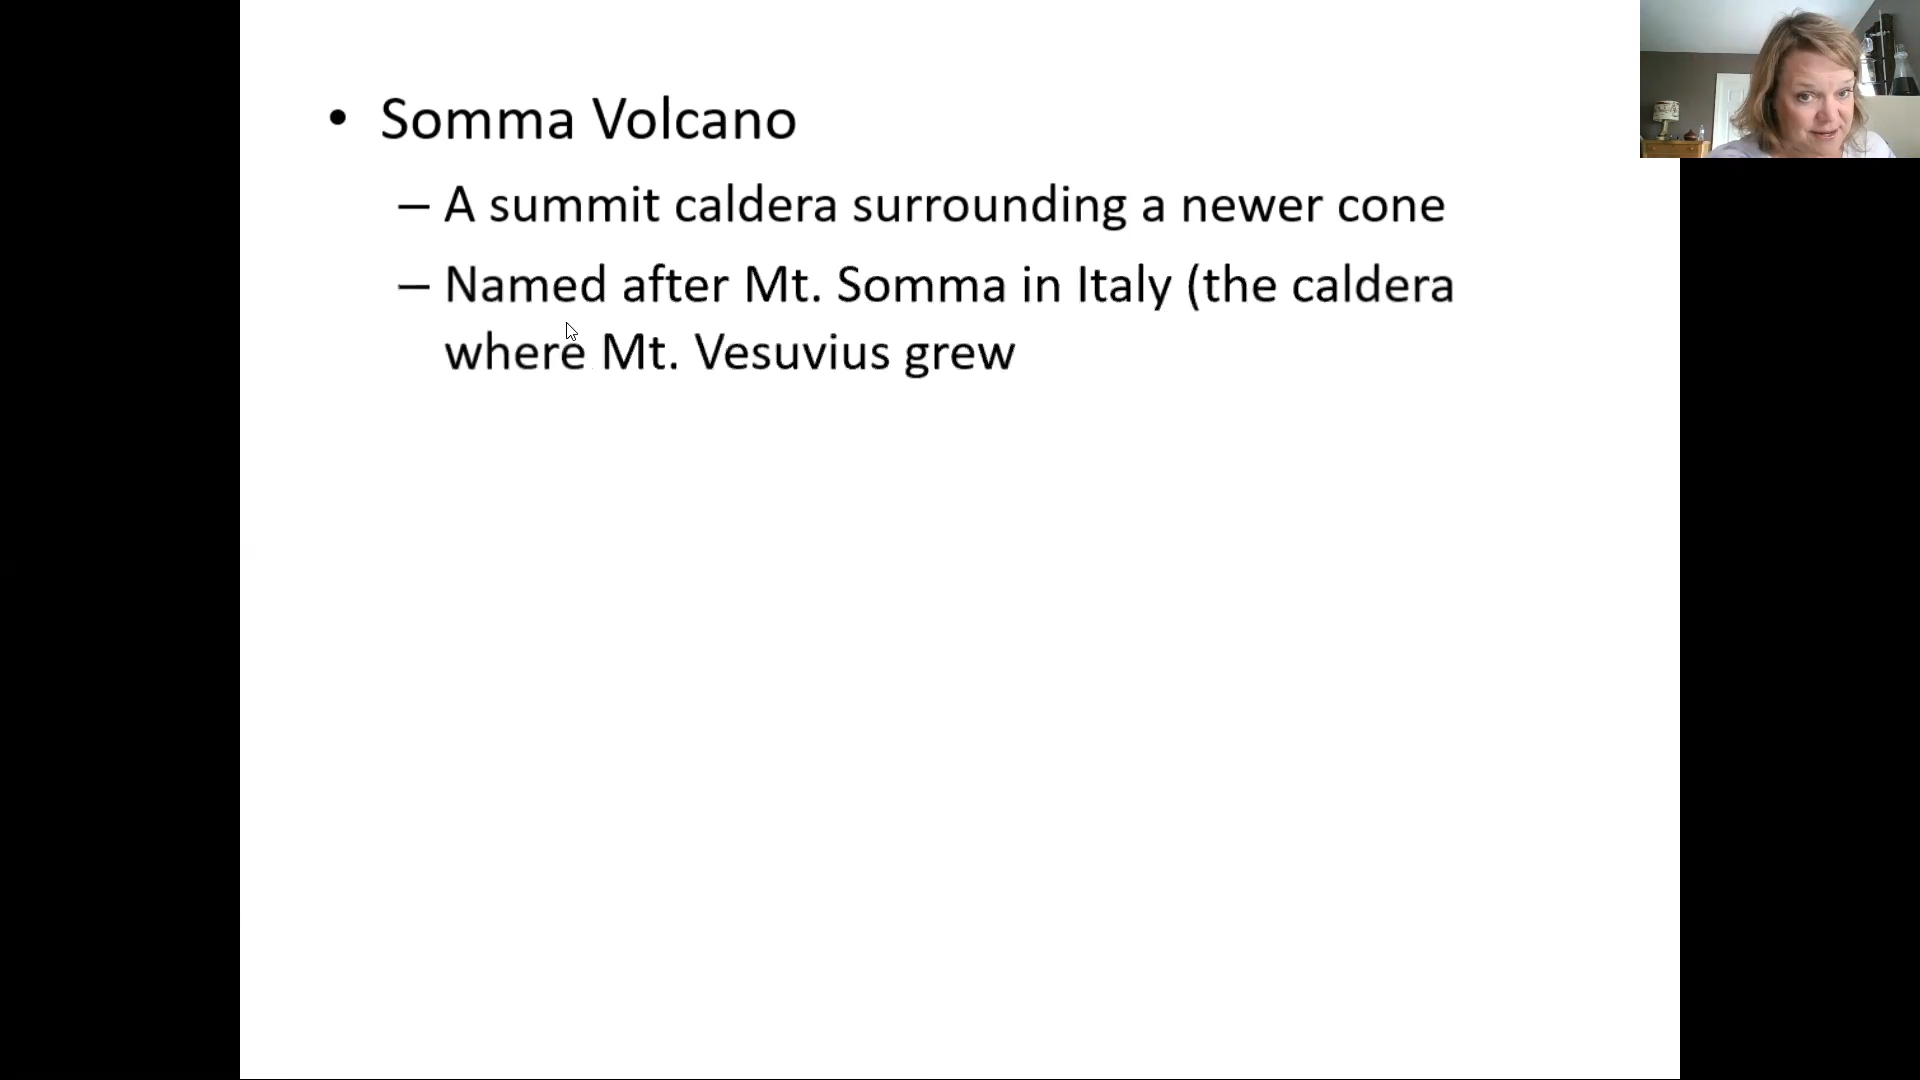 • Somma Volcano
– A summit caldera surrounding a newer cone
– Named after Mt. Somma in Italy (the caldera
where Mt. Vesuvius grew